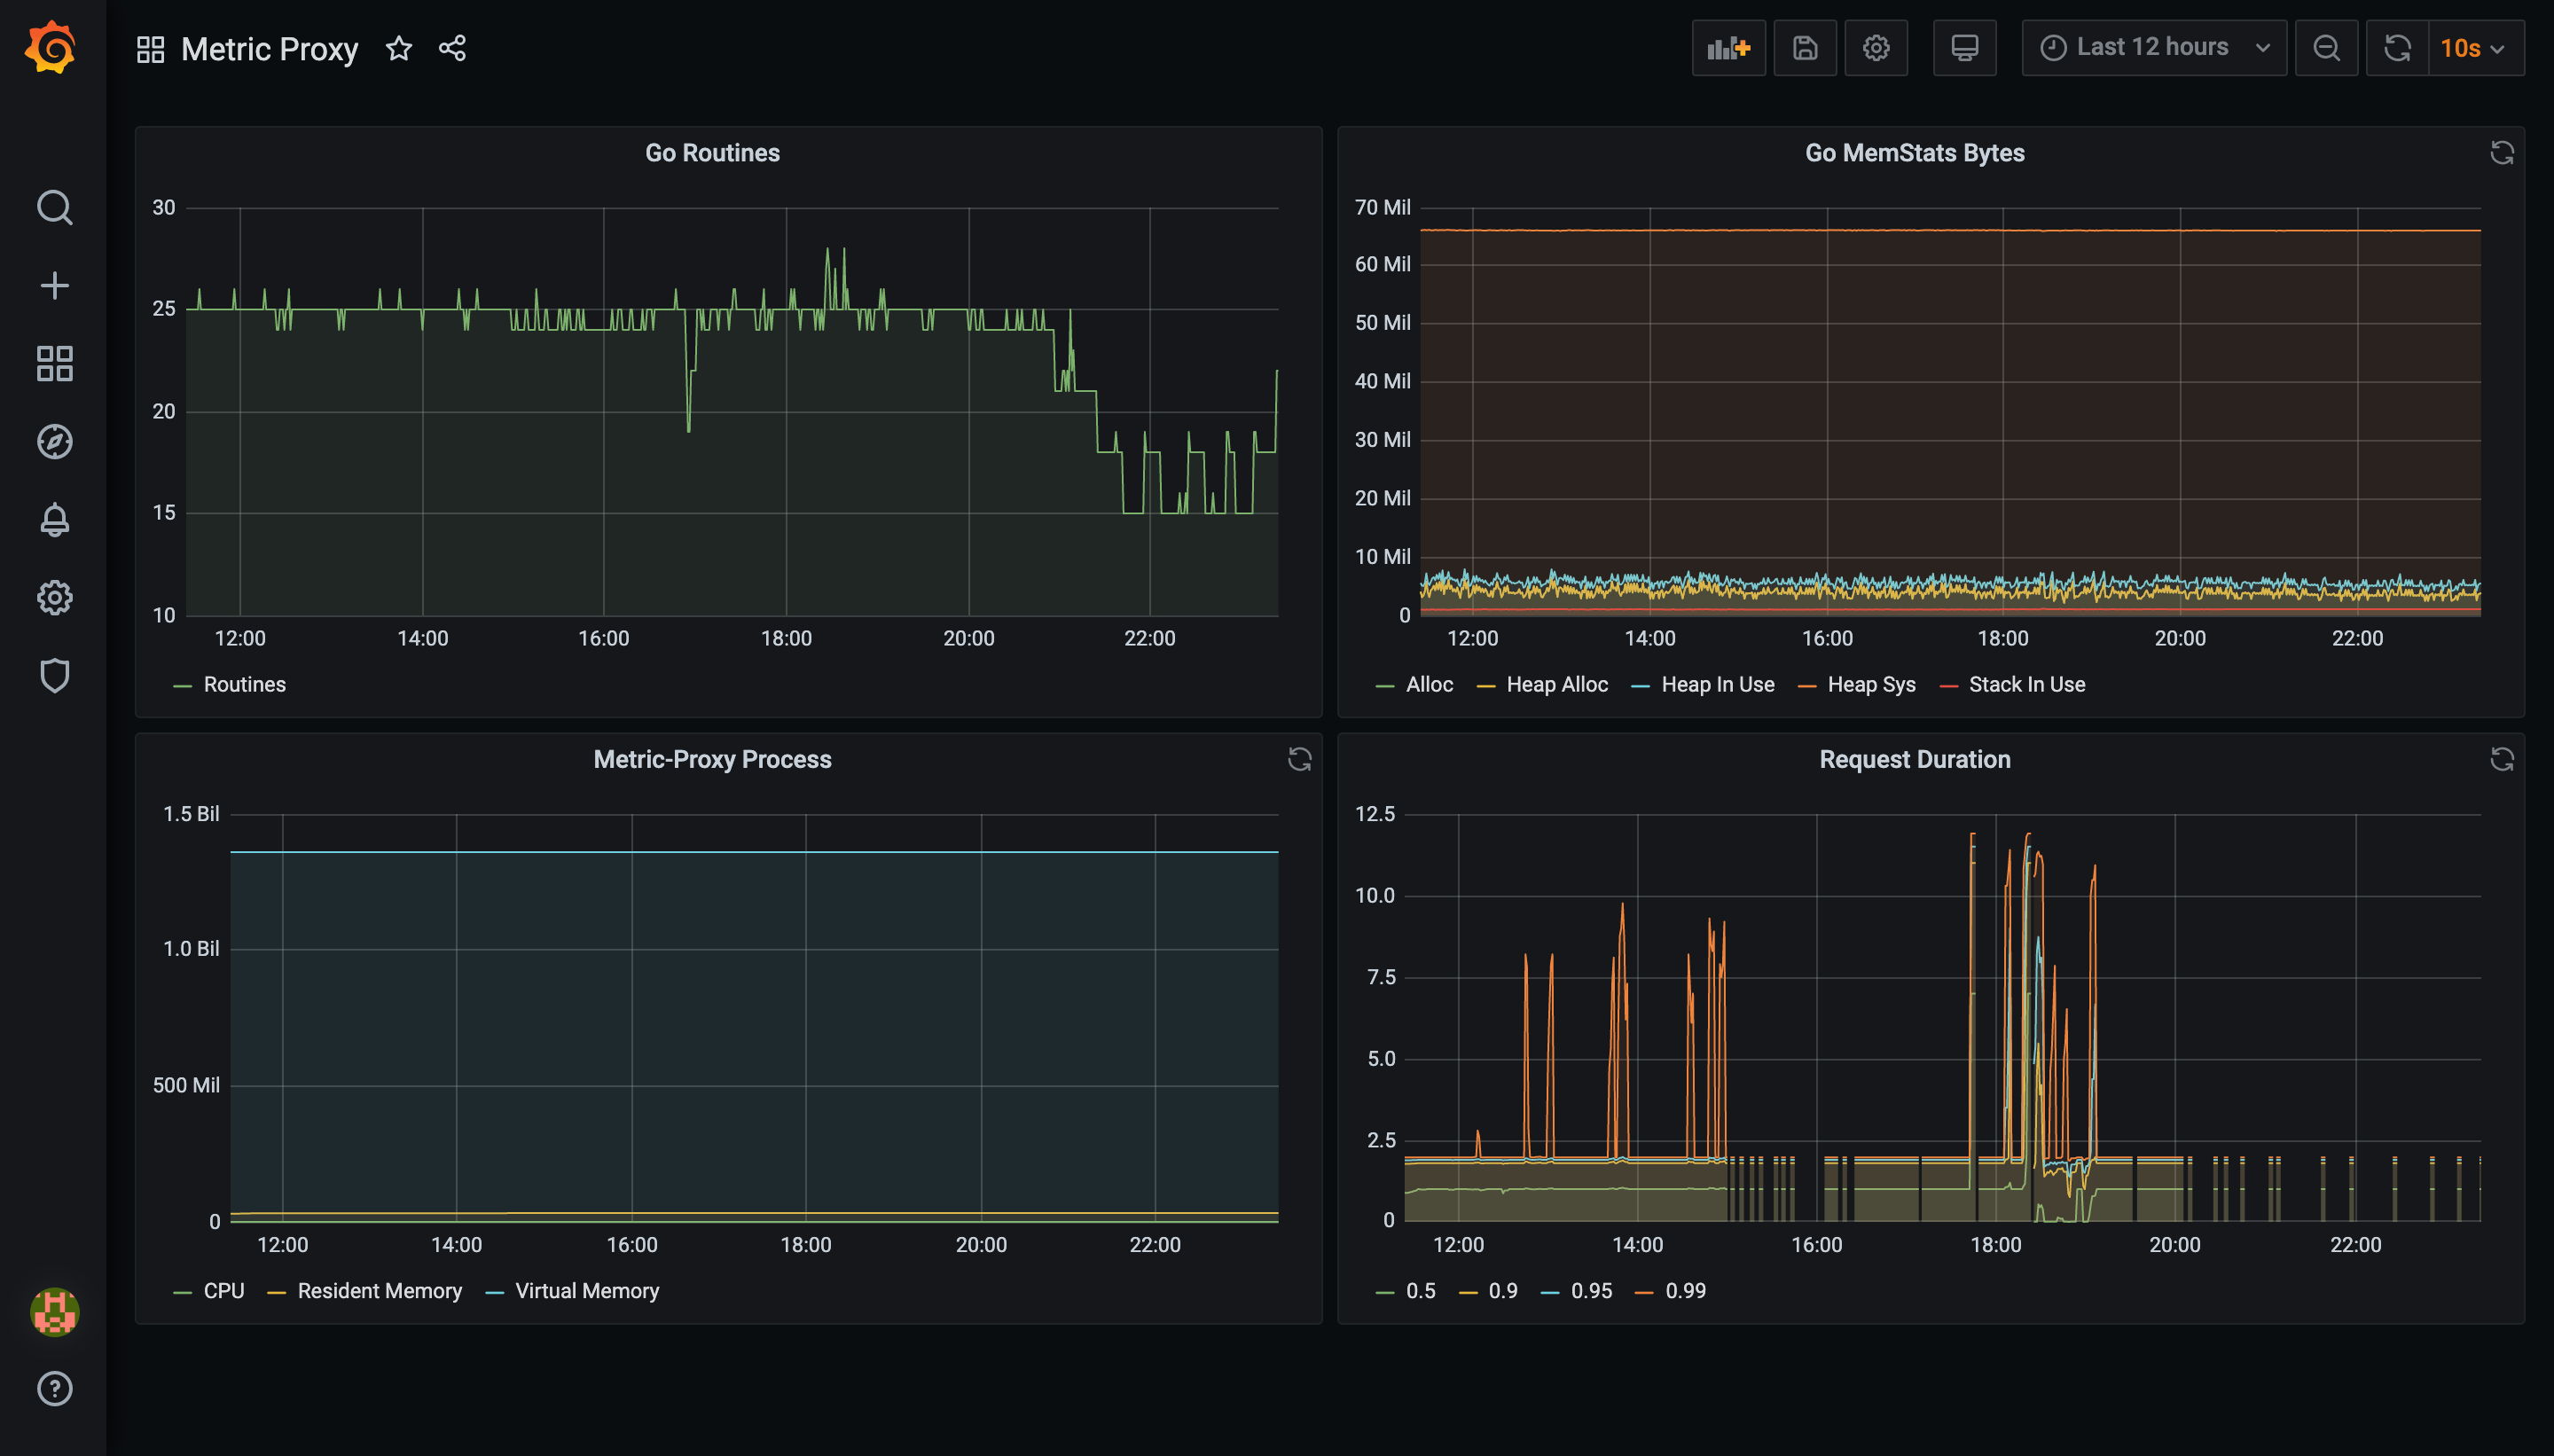 Metric Proxy
Last 12 hours
10s
Go Routines
30
25
20
15
10
12:00 14:00 16:00 18:00 20:00 22:00
Routines
Go MemStats Bytes
70 Mil
60 Mil
50 Mil
40 Mil
30 Mil
20 Mil
10 Mil
0
12:00 14:00 16:00 18:00 20:00 22:00
Alloc Heap Alloc Heap In Use Heap Sys Stack In Use
Metric-Proxy Process
1.5 Bil
1.0 Bil
500 Mil
0
12:00 14:00 16:00 18:00 20:00 22:00
CPU Resident Memory Virtual Memory
Request Duration
12.5
10.0
7.5
5.0
2.5
0
12:00 14:00 16:00 18:00 20:00 22:00
0.5 0.9 0.95 0.99
?